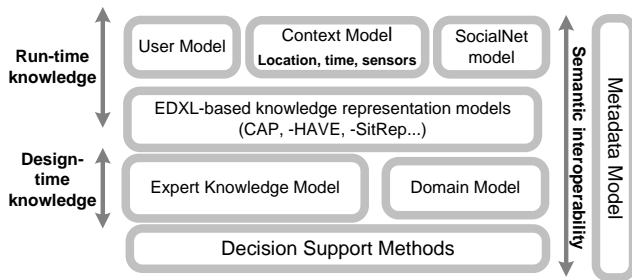 Run-time
knowledge
User Model
Context Model
Location, time, sensors
SocialNet
model
EDXL-based knowledge representation models
(CAP, -HAVE, -SitRep...)
Design-
time
knowledge
Expert Knowledge Model
Domain Model
Decision Support Methods
Semantic interoperability
Metadata Model